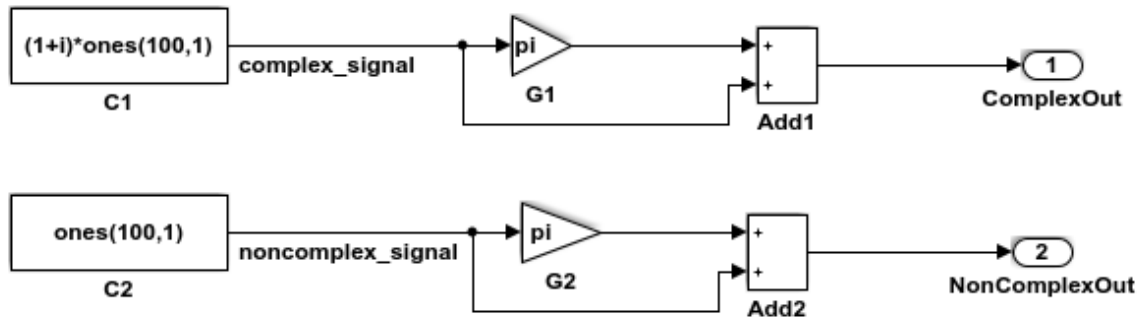 (1+i)*ones(100,1)
complex_signal
C1
pi
G1
+
+
Add1
1
ComplexOut
ones(100,1)
noncomplex_signal
C2
pi
G2
+
+
Add2
2
NonComplexOut